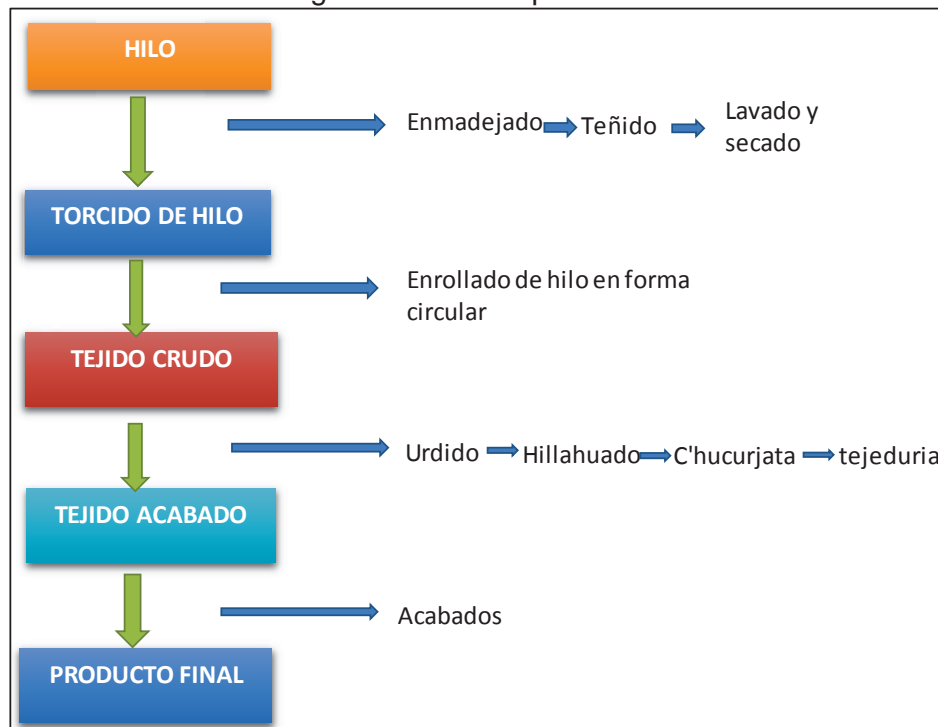 HILO
Enmadejado
Teñido
Lavado y
secado
TORCIDO DE HILO
Enrollado de hilo en forma
circular
TEJIDO CRUDO
Urdido
Hillahuado
C'hucurjata
tejeduria
TEJIDO ACABADO
Acabados
PRODUCTO FINAL